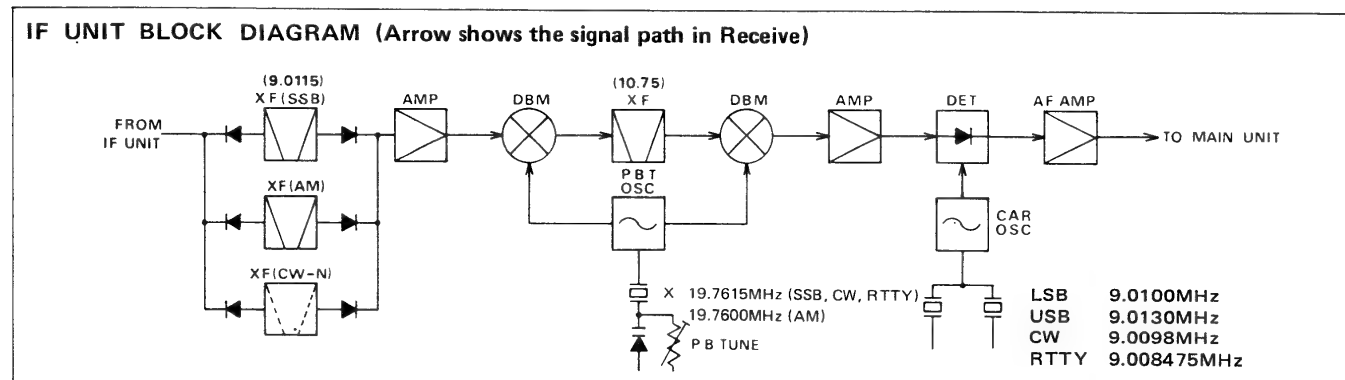 IF UNIT BLOCK DIAGRAM (Arrow shows the signal path in Receive)
(9.0115)
XF(SSB)
AMP
DBM
(10.75)
XF
DBM
AMP
DET
AF AMP
FROM
IF UNIT
TO MAIN UNIT
PBT
OSC
XF(AM)
CAR
OSC
XF(CW-N)
X 19.7615MHz (SSB, CW, RTTY)
19.7600MHz (AM)
PB TUNE
LSB 9.0100MHz
USB 9.0130MHz
CW 9.0098MHz
RTTY 9.008475MHz